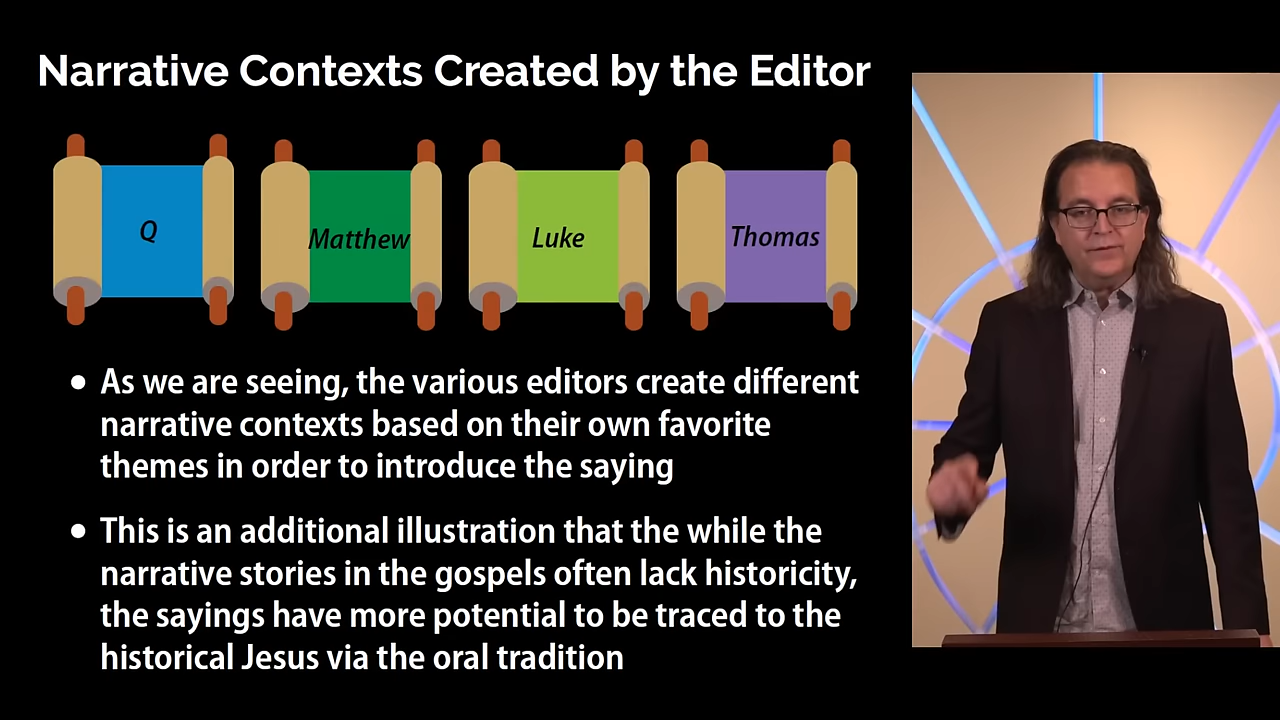 Narrative Contexts Created by the Editor
Q
Matthew
Luke
Thomas
• As we are seeing, the various editors create different
narrative contexts based on their own favorite
themes in order to introduce the saying
• This is an additional illustration that the while the
narrative stories in the gospels often lack historicity,
the sayings have more potential to be traced to the
historical Jesus via the oral tradition